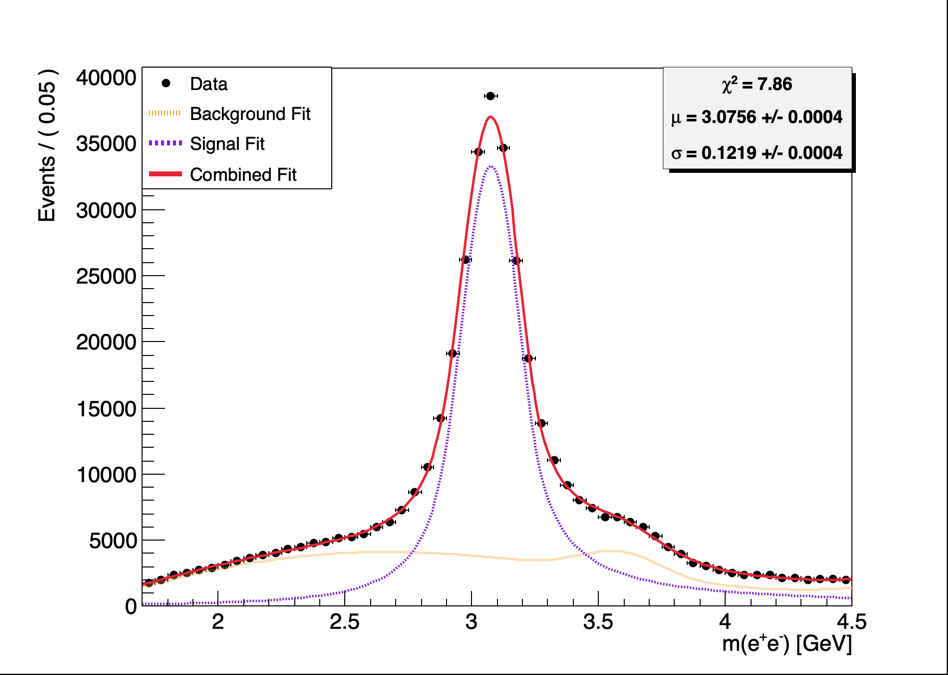 Events / ( 0.05 )
40000
35000
30000
25000
20000
15000
10000
5000
0
Data
Background Fit
Signal Fit
Combined Fit
χ² = 7.86
μ = 3.0756 +/- 0.0004
σ = 0.1219 +/- 0.0004
2 2.5 3 3.5 4 4.5
m(e⁺e⁻) [GeV]